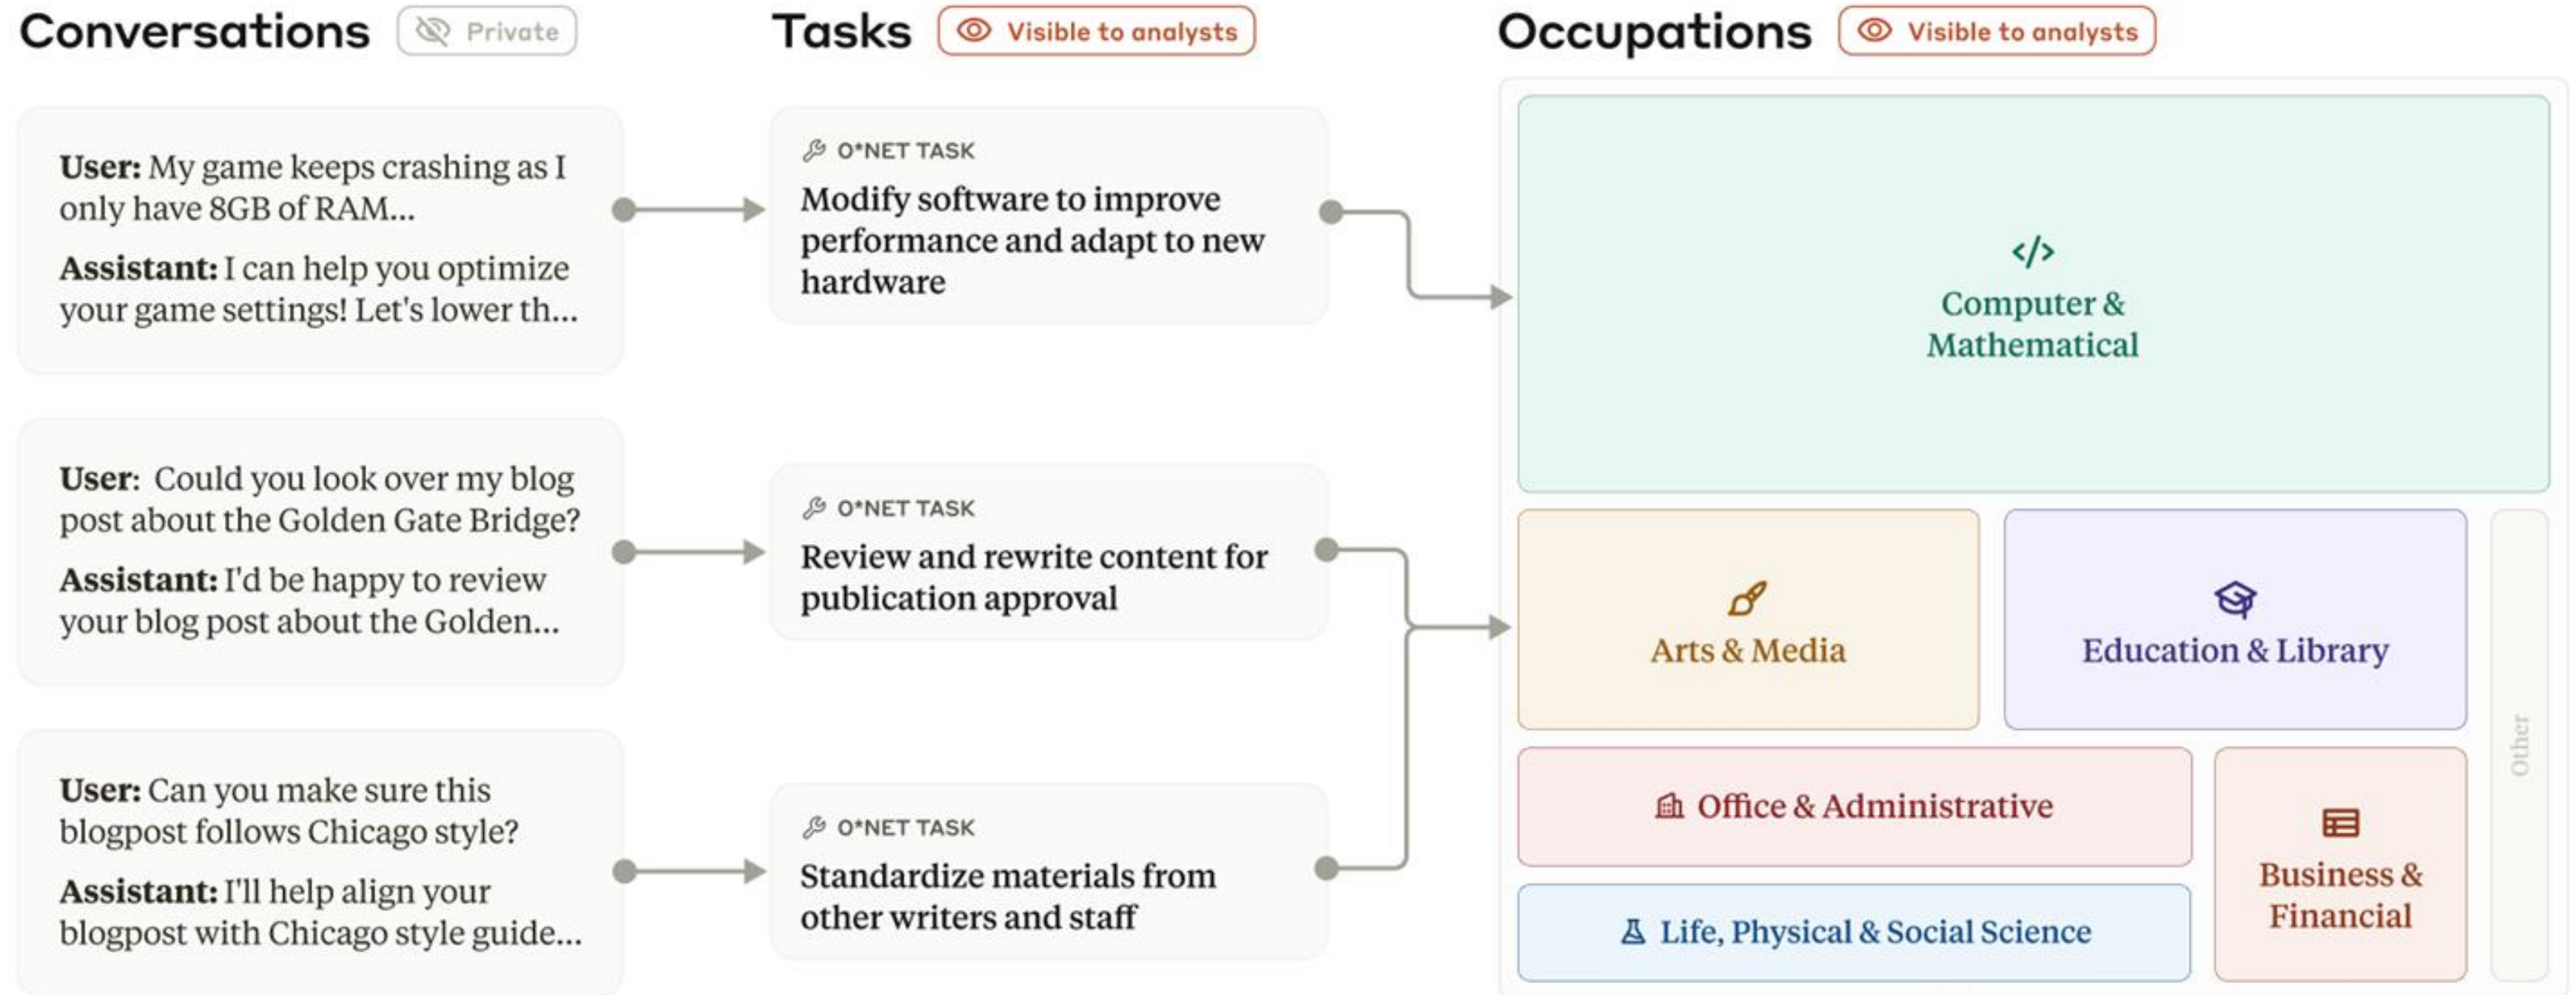 Conversations
Private
Tasks
Visible to analysts
Occupations
Visible to analysts
User: My game keeps crashing as I
only have 8GB of RAM...
Assistant: I can help you optimize
your game settings! Let's lower th...
User: Could you look over my blog
post about the Golden Gate Bridge?
Assistant: I'd be happy to review
your blog post about the Golden...
User: Can you make sure this
blogpost follows Chicago style?
Assistant: I'll help align your
blogpost with Chicago style guide...
O*NET TASK
Modify software to improve
performance and adapt to new
hardware
O*NET TASK
Review and rewrite content for
publication approval
O*NET TASK
Standardize materials from
other writers and staff
</>
Computer &
Mathematical
Arts & Media
Education & Library
Office & Administrative
Life, Physical & Social Science
Business &
Financial
Other